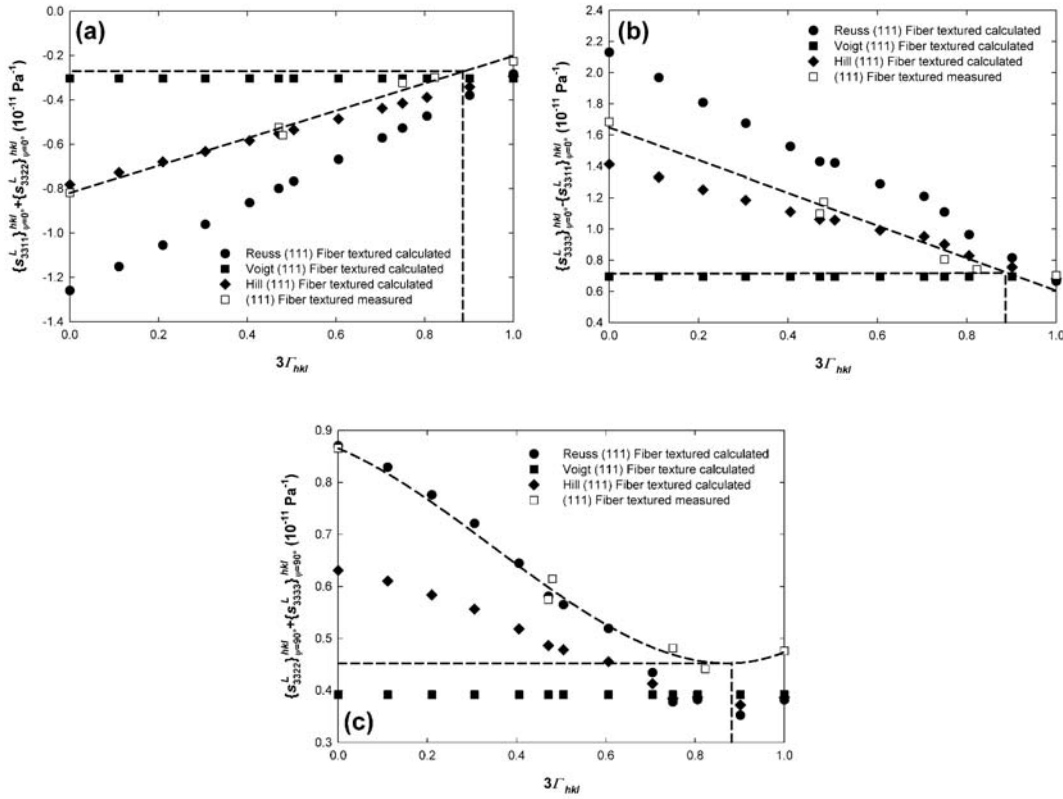 (a)
0.0
-0.2
-0.4
-0.6
-0.8
-1.0
-1.2
-1.4
{s^L_3311}^hkl_ψ=0°+{s^L_3322}^hkl_ψ=0° (10^-11 Pa^-1)
Reuss (111) Fiber textured calculated
Voigt (111) Fiber textured calculated
Hill (111) Fiber textured calculated
(111) Fiber textured measured
0.0 0.2 0.4 0.6 0.8 1.0
3Γ_hkl
(b)
2.4
2.2
2.0
1.8
1.6
1.4
1.2
1.0
0.8
0.6
0.4
{s^L_3333}^hkl_ψ=0°-{s^L_3311}^hkl_ψ=0° (10^-11 Pa^-1)
Reuss (111) Fiber textured calculated
Voigt (111) Fiber textured calculated
Hill (111) Fiber textured calculated
(111) Fiber textured measured
0.0 0.2 0.4 0.6 0.8 1.0
3Γ_hkl
0.9
0.8
0.7
0.6
0.5
0.4
0.3
{s^L_3322}^hkl_ψ=90°+{s^L_3333}^hkl_ψ=90° (10^-11 Pa^-1)
Reuss (111) Fiber textured calculated
Voigt (111) Fiber texture calculated
Hill (111) Fiber textured calculated
(111) Fiber textured measured
(c)
0.0 0.2 0.4 0.6 0.8 1.0
3Γ_hkl